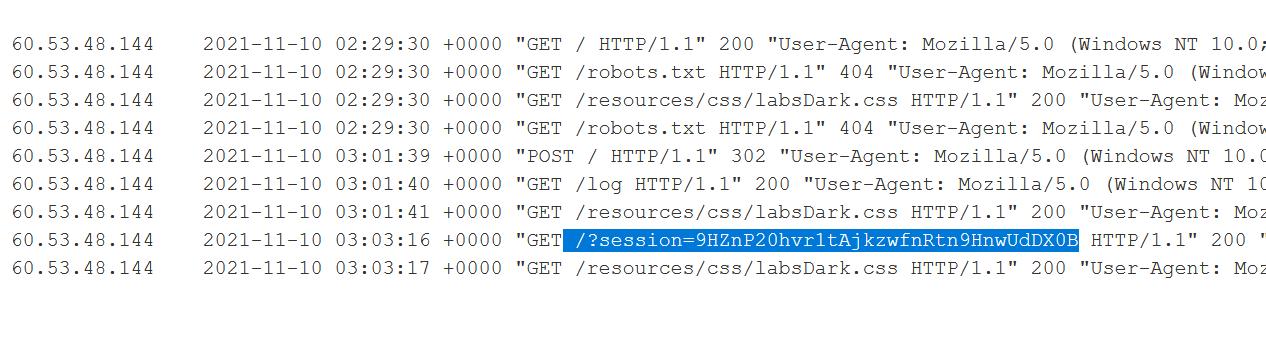 60.53.48.144 2021-11-10 02:29:30 +0000 "GET / HTTP/1.1" 200 "User-Agent: Mozilla/5.0 (Windows NT 10.0;
60.53.48.144 2021-11-10 02:29:30 +0000 "GET /robots.txt HTTP/1.1" 404 "User-Agent: Mozilla/5.0 (Window
60.53.48.144 2021-11-10 02:29:30 +0000 "GET /resources/css/labsDark.css HTTP/1.1" 200 "User-Agent: Moz
60.53.48.144 2021-11-10 02:29:30 +0000 "GET /robots.txt HTTP/1.1" 404 "User-Agent: Mozilla/5.0 (Window
60.53.48.144 2021-11-10 03:01:39 +0000 "POST / HTTP/1.1" 302 "User-Agent: Mozilla/5.0 (Windows NT 10.0
60.53.48.144 2021-11-10 03:01:40 +0000 "GET /log HTTP/1.1" 200 "User-Agent: Mozilla/5.0 (Windows NT 10
60.53.48.144 2021-11-10 03:01:41 +0000 "GET /resources/css/labsDark.css HTTP/1.1" 200 "User-Agent: Moz
60.53.48.144 2021-11-10 03:03:16 +0000 "GET /?session=9HZnP20hvr1tAjkzwfnRtn9HnwUdDX0B HTTP/1.1" 200 "
60.53.48.144 2021-11-10 03:03:17 +0000 "GET /resources/css/labsDark.css HTTP/1.1" 200 "User-Agent: Moz